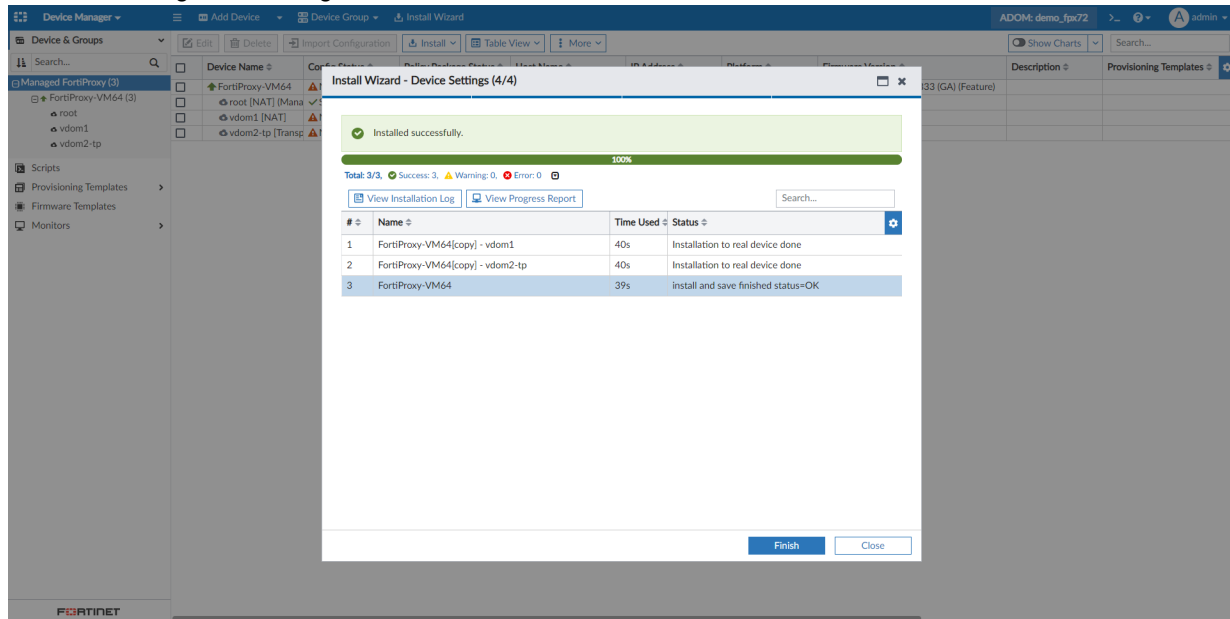 Device Manager
Add Device
Device Group
Install Wizard
ADOM: demo_fpx72
>_
A admin
Device & Groups
Edit
Delete
Import Configuration
Install
Table View
More
Show Charts
Search...
Search...
Device Name
Description
Provisioning Templates
Managed FortiProxy (3)
FortiProxy-VM64 (3)
root
vdom1
vdom2-tp
FortiProxy-VM64
root [NAT] (Mana
vdom1 [NAT]
vdom2-tp [Transp
(GA) (Feature)
Scripts
Provisioning Templates
Firmware Templates
Monitors
Install Wizard - Device Settings (4/4)
Installed successfully.
100%
Total: 3/3, Success: 3, Warning: 0, Error: 0
View Installation Log
View Progress Report
Search...
# Name Time Used Status
1 FortiProxy-VM64[copy] - vdom1 40s Installation to real device done
2 FortiProxy-VM64[copy] - vdom2-tp 40s Installation to real device done
3 FortiProxy-VM64 39s install and save finished status=OK
Finish
Close
FORTINET